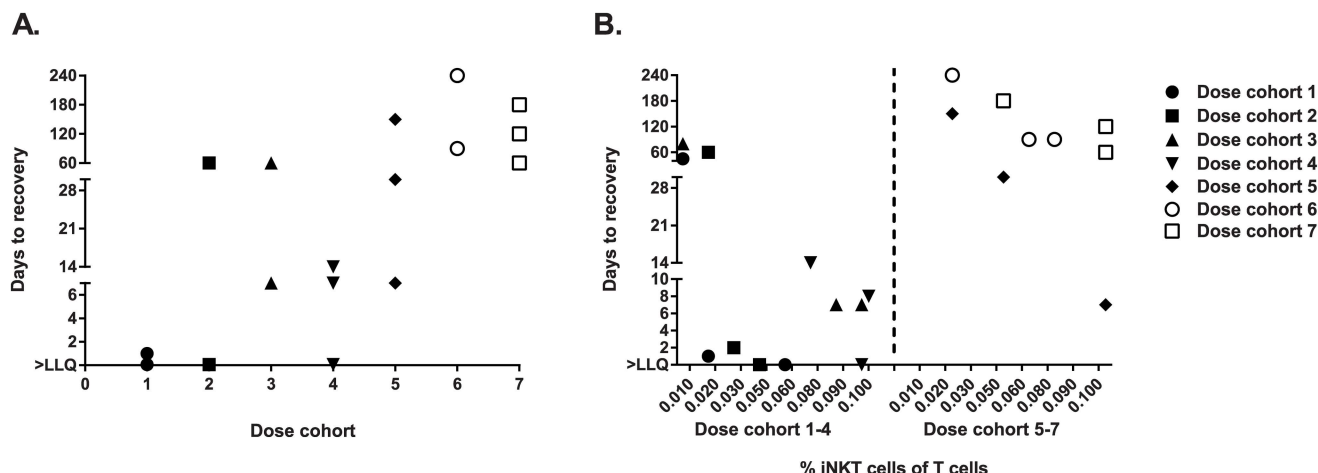 A.
B.
240
180
120
60
28
21
14
6
4
2
>LLQ
0 1 2 3 4 5 6 7
Days to recovery
Dose cohort
240
180
120
60
28
21
14
10
8
6
4
2
>LLQ
Days to recovery
0.010 0.020 0.030 0.050 0.060 0.080 0.090 0.100
0.010 0.020 0.030 0.050 0.060 0.080 0.090 0.100
Dose cohort 1-4
Dose cohort 5-7
% iNKT cells of T cells
Dose cohort 1
Dose cohort 2
Dose cohort 3
Dose cohort 4
Dose cohort 5
Dose cohort 6
Dose cohort 7